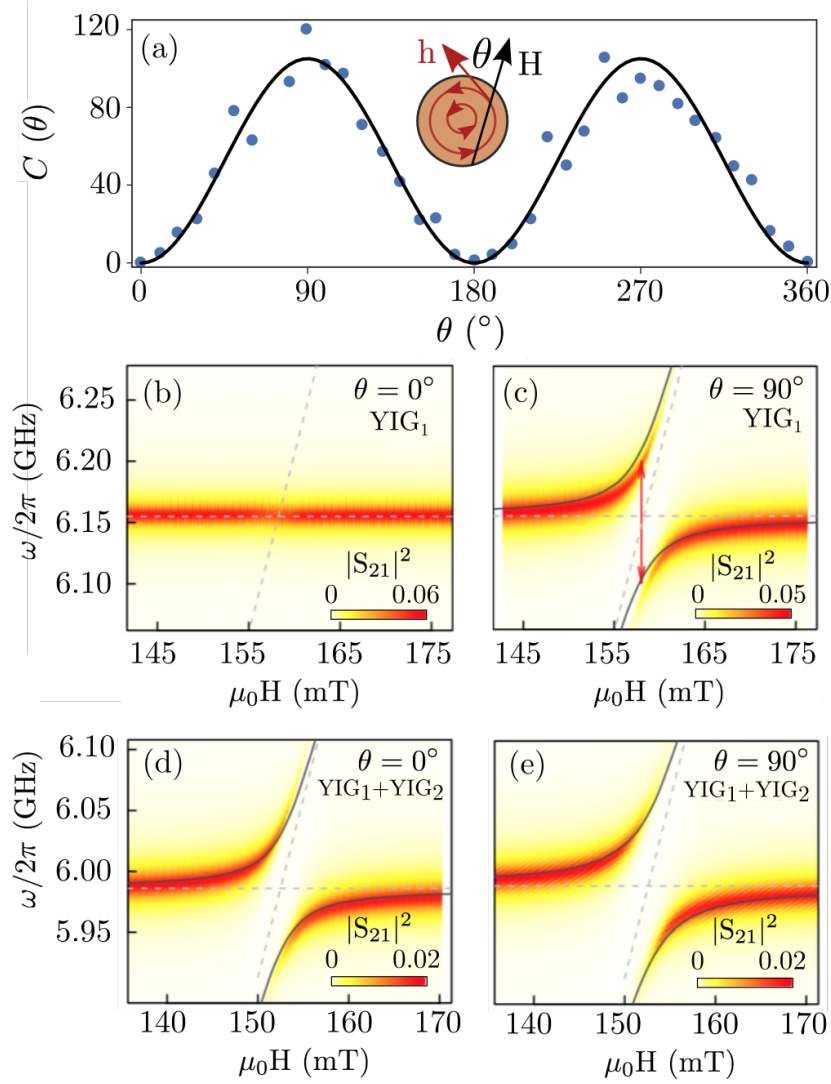 (a)
h θ H
C (θ)
120
80
40
0
0 90 180 270 360
θ (°)
(b) θ = 0°
YIG₁
ω/2π (GHz)
6.25
6.20
6.15
6.10
|S₂₁|²
0 0.06
145 155 165 175
μ₀H (mT)
(c) θ = 90°
YIG₁
|S₂₁|²
0 0.05
145 155 165 175
μ₀H (mT)
(d) θ = 0°
YIG₁+YIG₂
ω/2π (GHz)
6.10
6.05
6.00
5.95
|S₂₁|²
0 0.02
140 150 160 170
μ₀H (mT)
(e) θ = 90°
YIG₁+YIG₂
|S₂₁|²
0 0.02
140 150 160 170
μ₀H (mT)